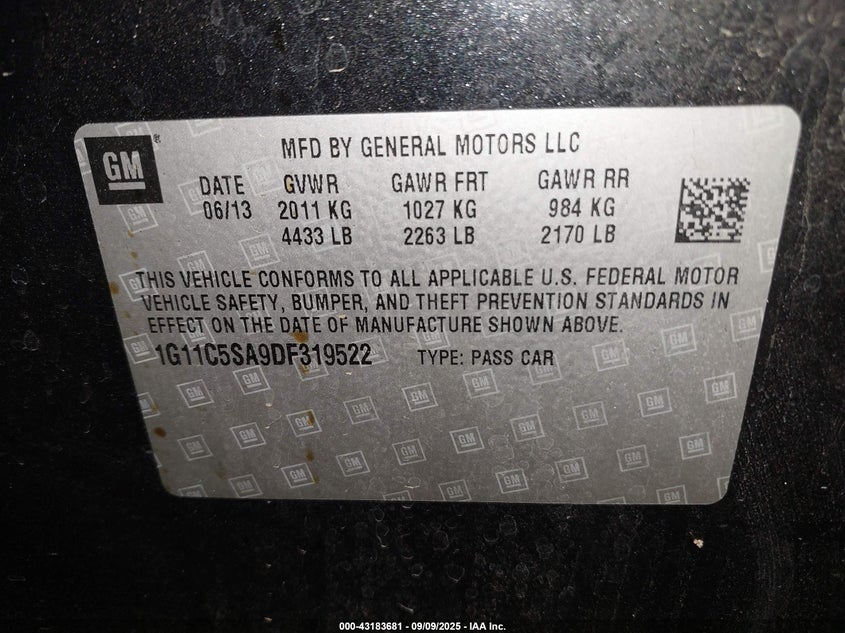 GM
MFD BY GENERAL MOTORS LLC
DATE GVWR GAWR FRT GAWR RR
06/13 2011 KG 1027 KG 984 KG
4433 LB 2263 LB 2170 LB
THIS VEHICLE CONFORMS TO ALL APPLICABLE U.S. FEDERAL MOTOR
VEHICLE SAFETY, BUMPER, AND THEFT PREVENTION STANDARDS IN
EFFECT ON THE DATE OF MANUFACTURE SHOWN ABOVE.
1G11C5SA9DF319522 TYPE: PASS CAR
000-43183681 - 09/09/2025 - IAA Inc.